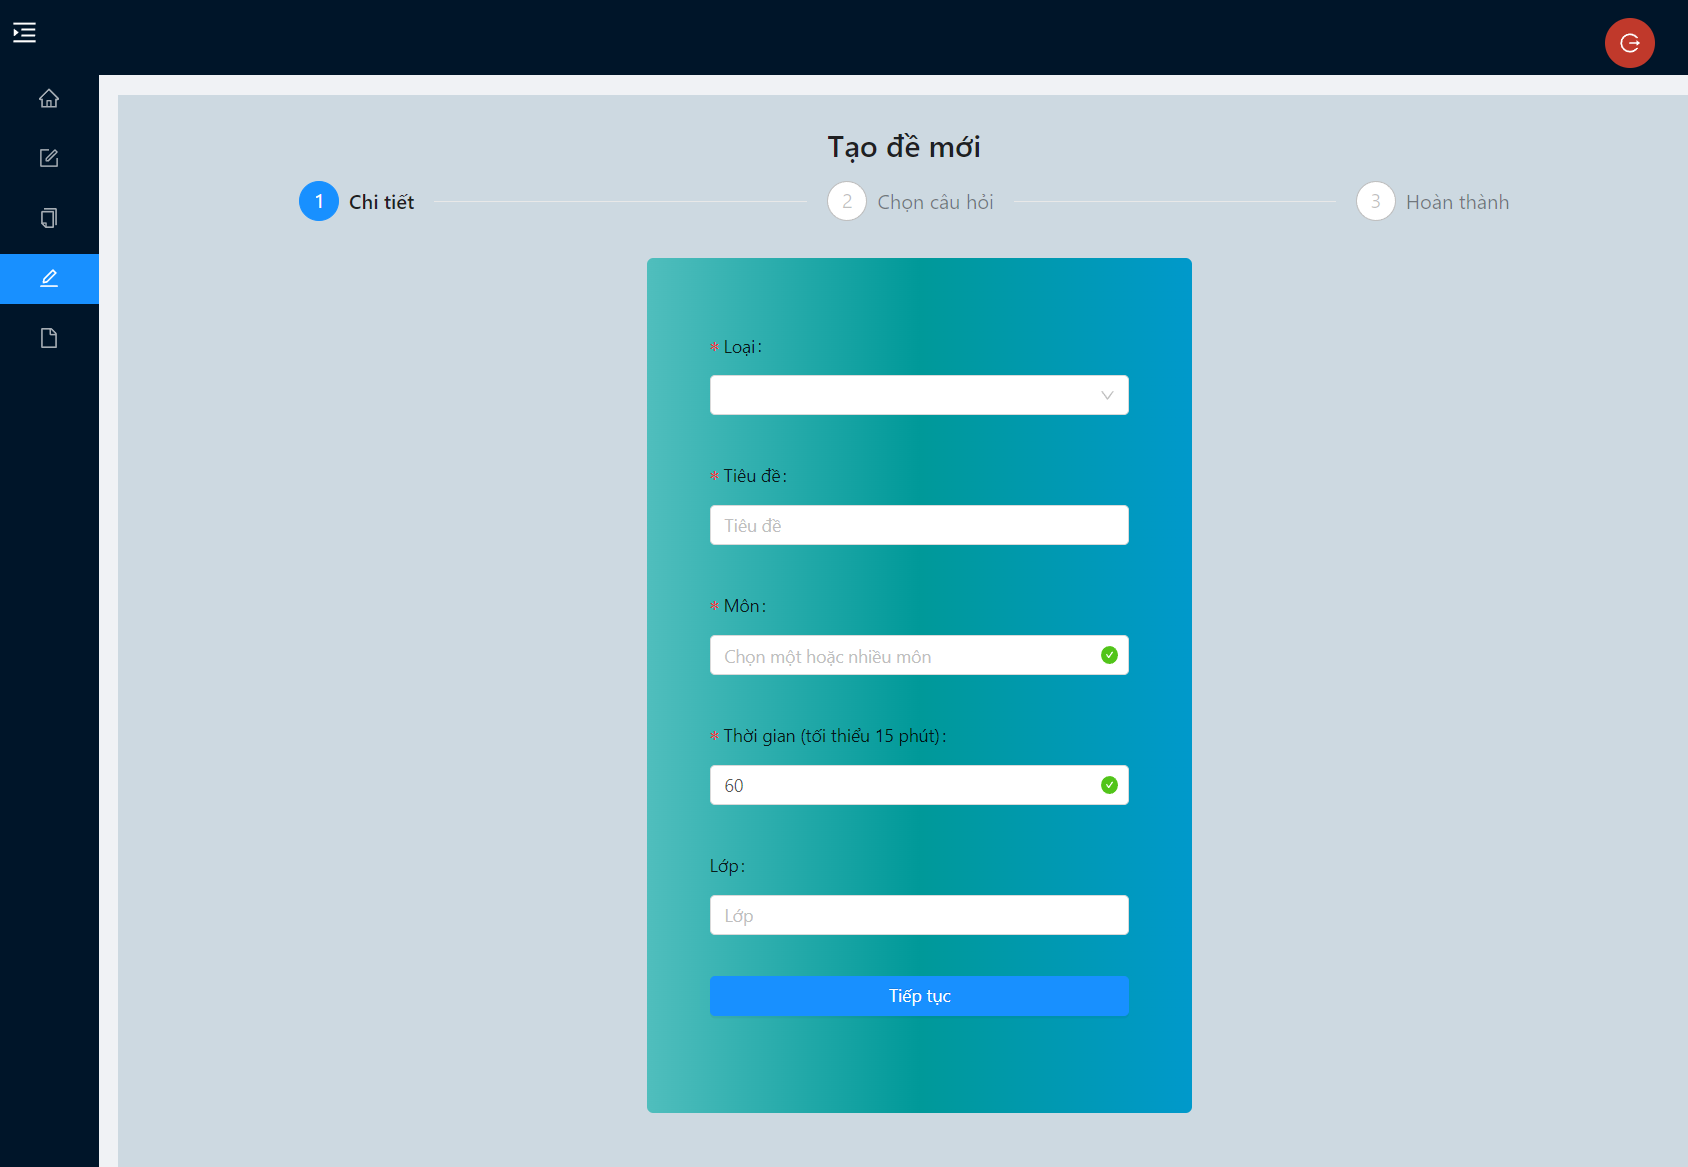 Tạo đề mới
1 Chi tiết
2 Chọn câu hỏi
3 Hoàn thành
* Loại:
* Tiêu đề:
Tiêu đề
* Môn:
Chọn một hoặc nhiều môn
* Thời gian (tối thiểu 15 phút):
60
Lớp:
Lớp
Tiếp tục